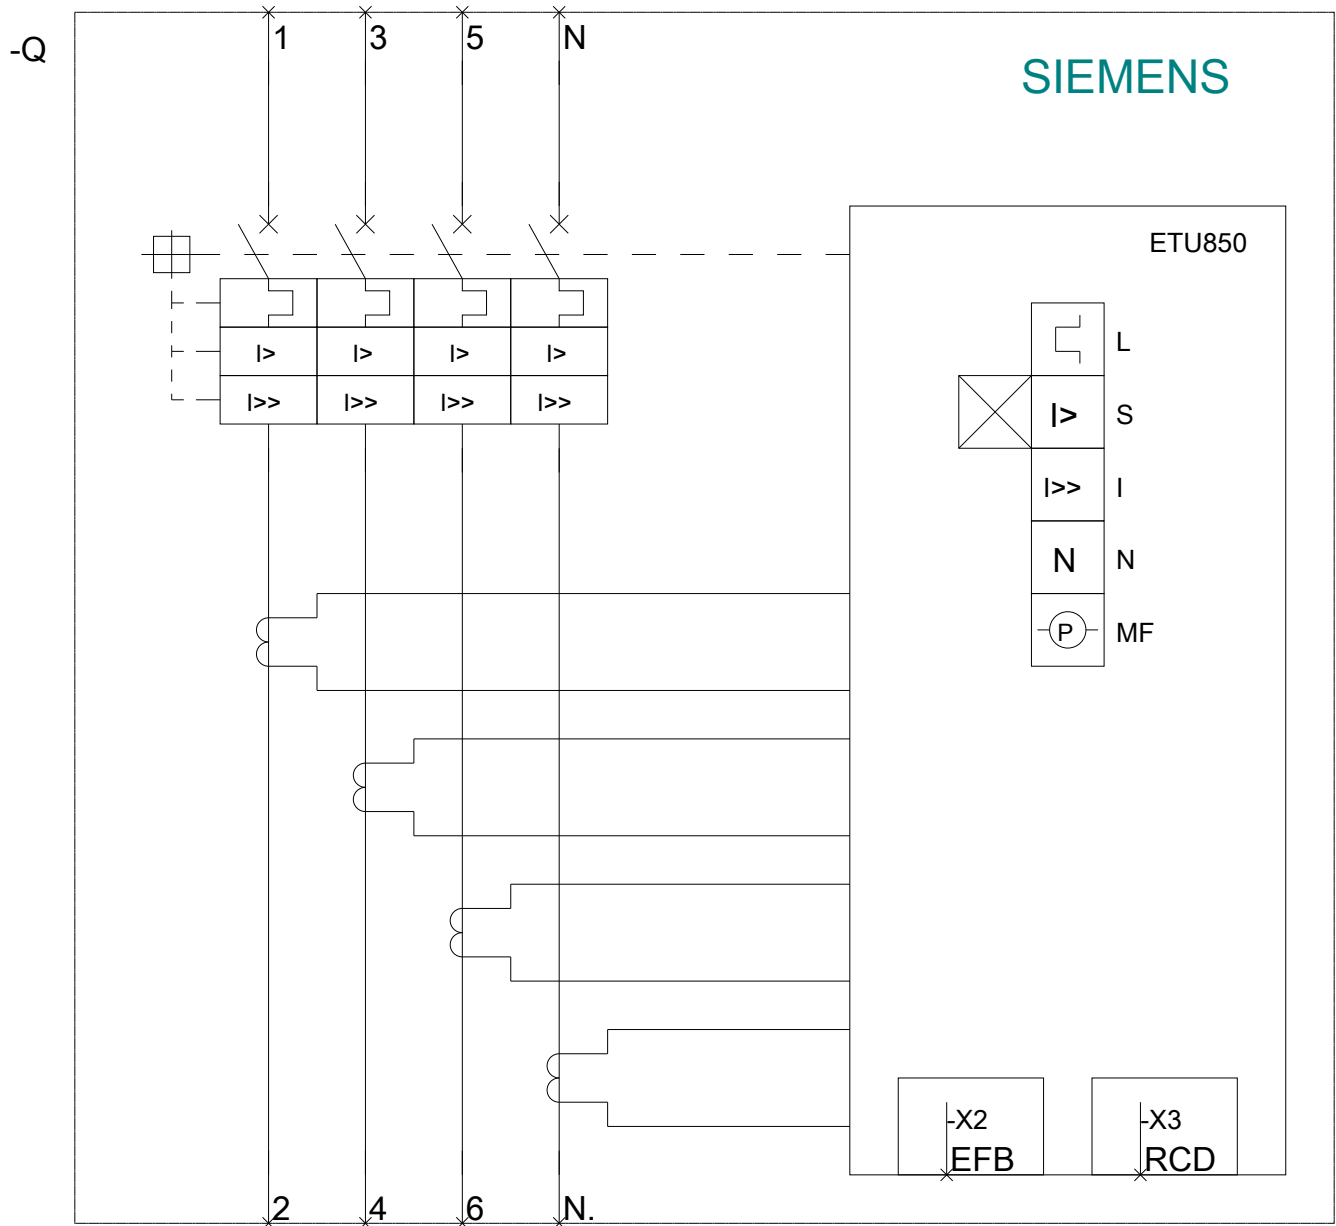 1 3 5 N
-Q
SIEMENS
ETU850
L
I> I> I> I>
I>> I>> I>> I>>
I> S
I>> I
N N
P MF
-X2 -X3
EFB RCD
2 4 6 N.